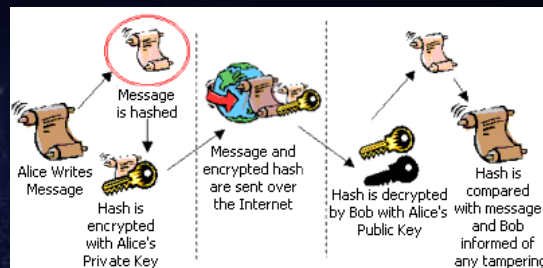 Alice Writes
Message
Message
is hashed
Hash is
encrypted
with Alice's
Private Key
Message and
encrypted hash
are sent over
the Internet
Hash is decrypted
by Bob with Alice's
Public Key
Hash is
compared
with message
and Bob
informed of
any tampering